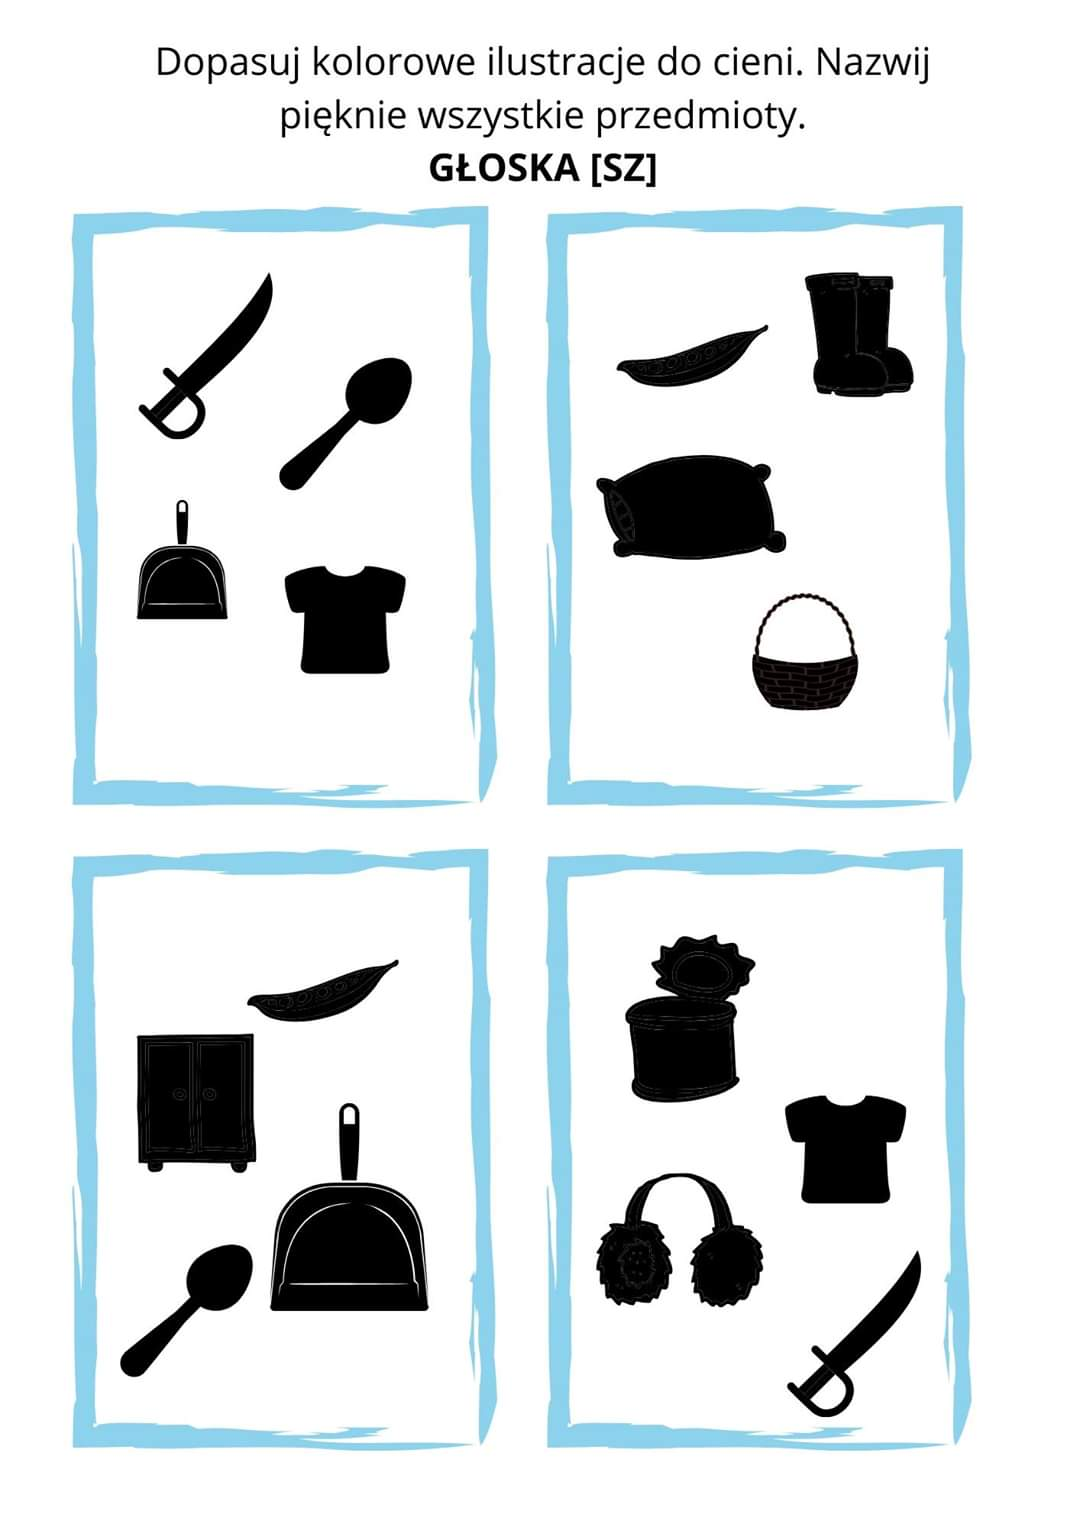 Dopasuj kolorowe ilustracje do cieni. Nazwij
pięknie wszystkie przedmioty.
GŁOSKA [SZ]